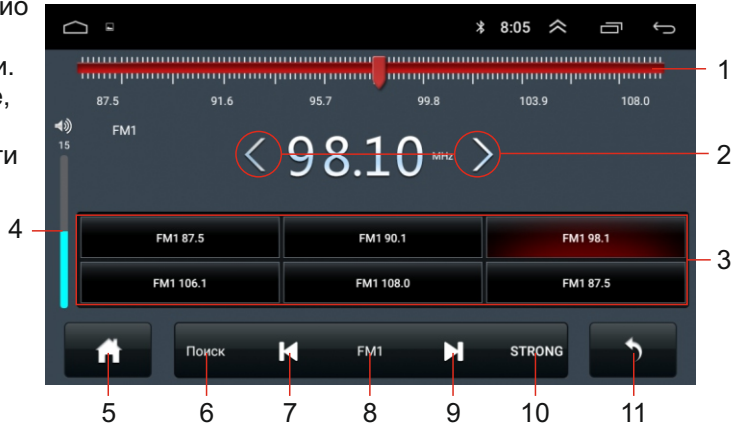 ио
8:05
и.
1
е,
87.5 91.6 95.7 99.8 103.9 108.0
FM1
15
ти
98.10 MHz
2
4
FM1 87.5 FM1 90.1 FM1 98.1
3
FM1 106.1 FM1 108.0 FM1 87.5
Поиск FM1 STRONG
5 6 7 8 9 10 11